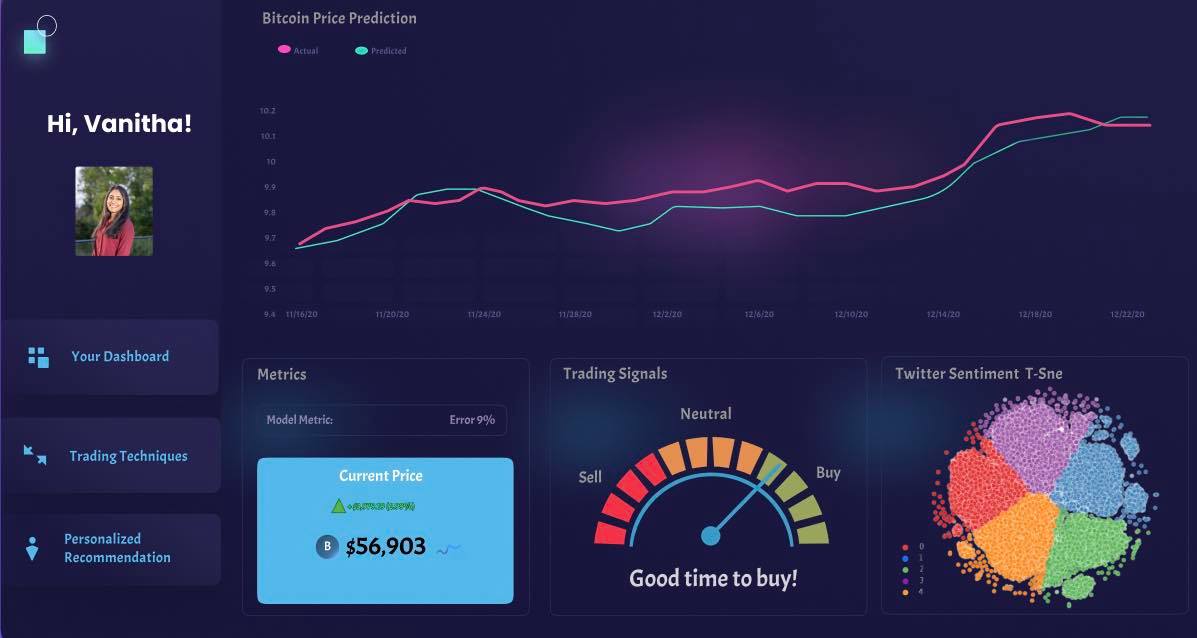 Bitcoin Price Prediction
Actual
Predicted
Hi, Vanitha!
10.2
10.1
10
9.9
9.8
9.7
9.6
9.5
9.4
11/16/20
11/20/20
11/24/20
11/28/20
12/2/20
12/6/20
12/10/20
12/14/20
12/18/20
12/22/20
Your Dashboard
Trading Techniques
Personalized
Recommendation
Metrics
Model Metric:
Error 9%
Current Price
B
$56,903
Trading Signals
Neutral
Sell
Buy
Good time to buy!
Twitter Sentiment T-Sne
0
1
2
3
4